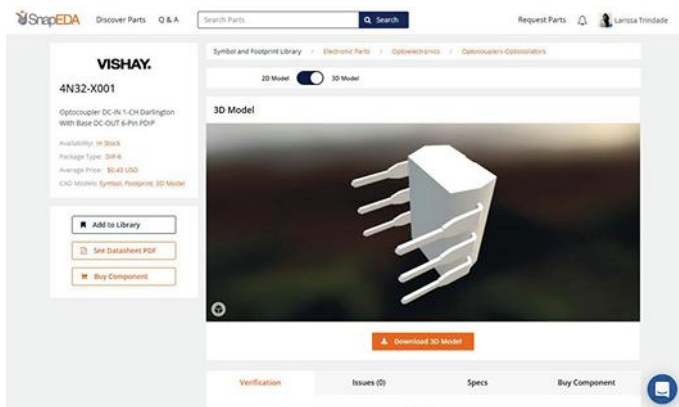 SnapEDA Discover Parts Q & A Search Parts Search Request Parts Larissa Trindade
Symbol and Footprint Library / Electronic Parts / Optoelectronics / Optocouplers-Optoisolators
VISHAY.
2D Model 3D Model
4N32-X001
Optocoupler DC-IN 1-CH Darlington
With Base DC-OUT 6-Pin PDIP
3D Model
Availability: In Stock
Package Type: DIP-6
Average Price: $0.43 USD
CAD Models: Symbol, Footprint, 3D Model
Add to Library
See Datasheet PDF
Buy Component
Download 3D Model
Verification Issues (0) Specs Buy Component